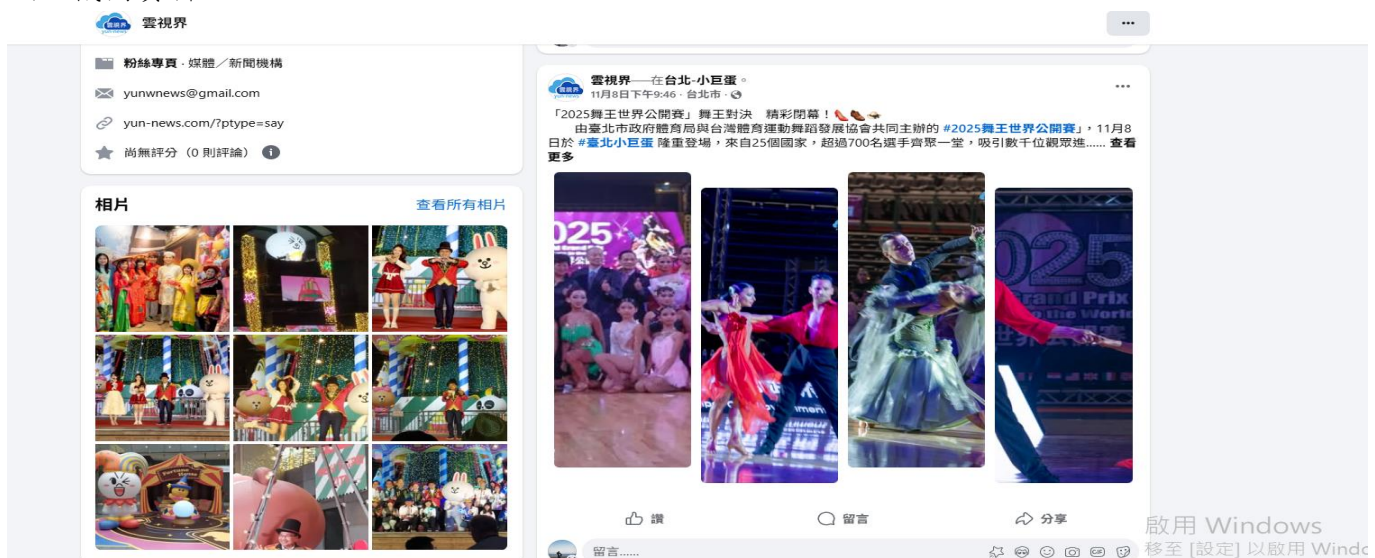 雲視界
粉絲專頁 · 媒體／新聞機構
yunwnews@gmail.com
yun-news.com/?ptype=say
尚無評分（0 則評論）
相片
查看所有相片
雲視界──在台北-小巨蛋。
11月8日下午9:46 · 台北市 ·
「2025舞王世界公開賽」舞王對決　精彩閉幕！
由臺北市政府體育局與台灣體育運動舞蹈發展協會共同主辦的 #2025舞王世界公開賽」，11月8
日於 #臺北小巨蛋 隆重登場，來自25個國家，超過700名選手齊聚一堂，吸引數千位觀眾進...... 查看
更多
025
2025
Grand Prix
to the World
讚
留言
分享
留言......
啟用 Windows
移至 [設定] 以啟用 Windo